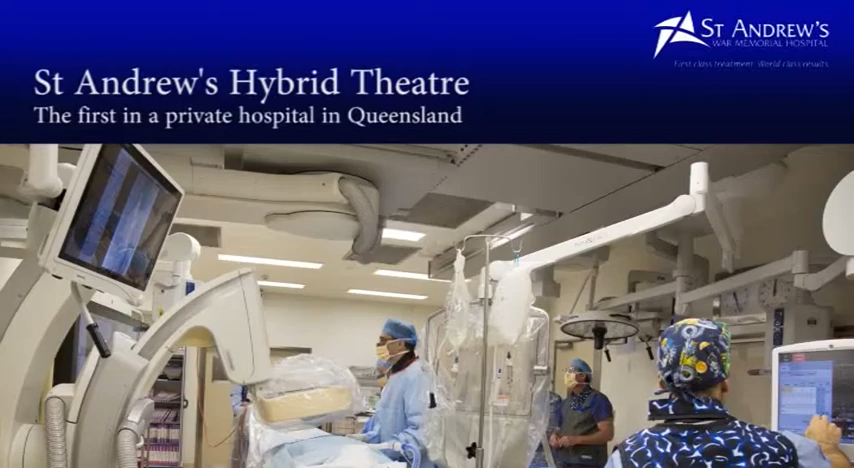 ST ANDREW'S
WAR MEMORIAL HOSPITAL
First class treatment. World class results.
St Andrew's Hybrid Theatre
The first in a private hospital in Queensland